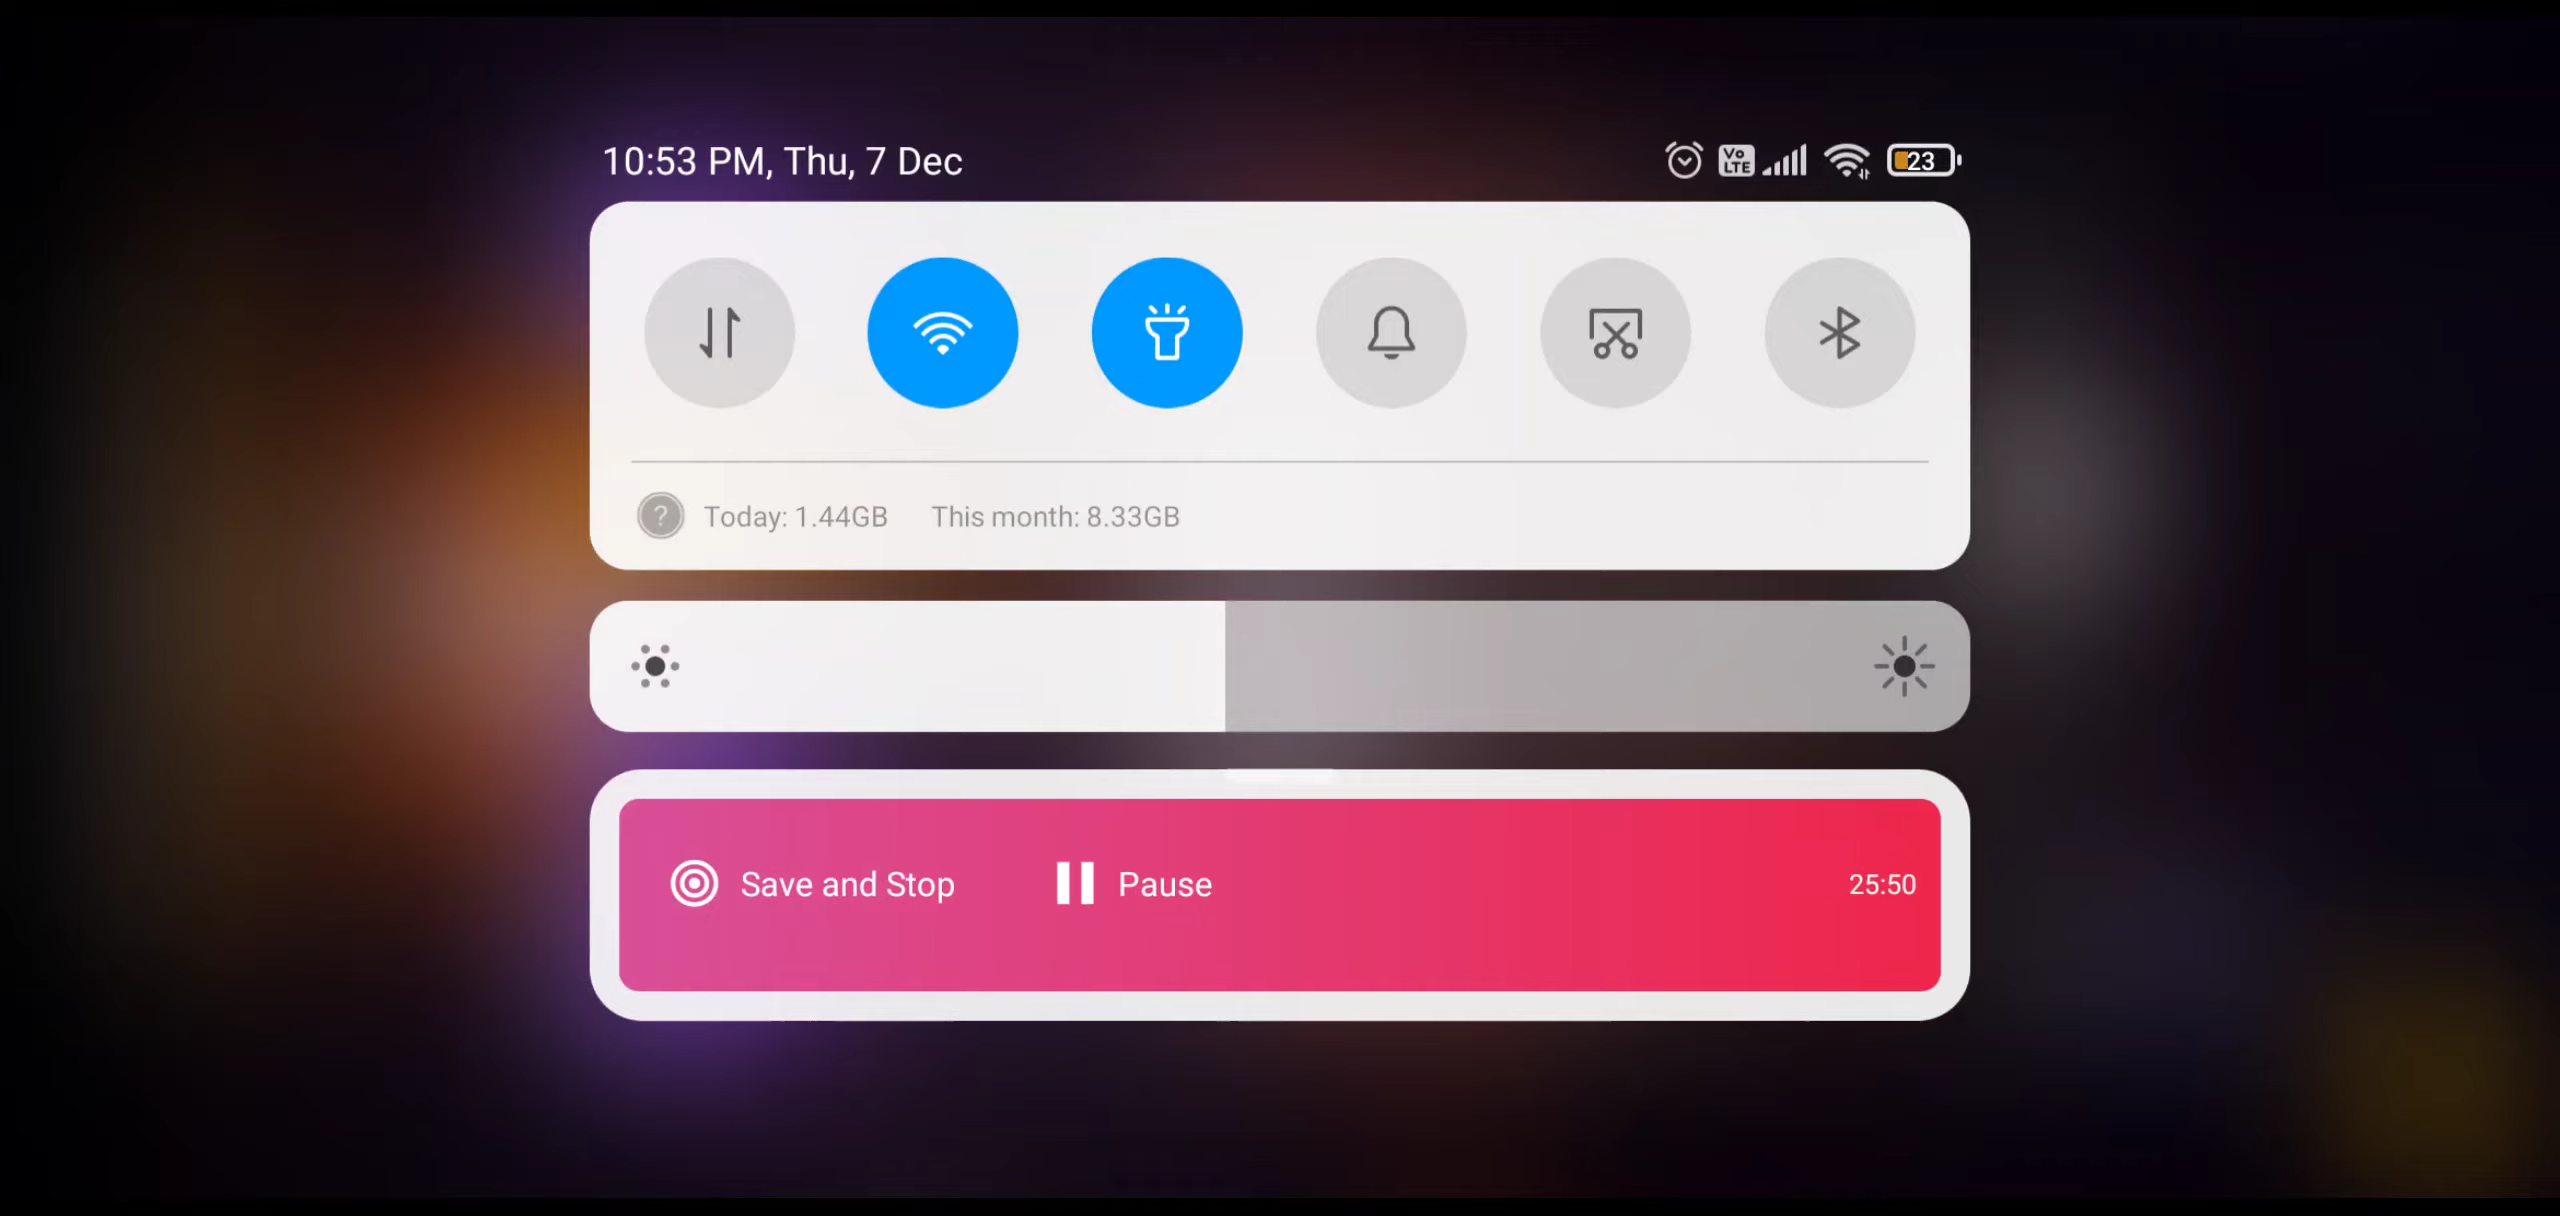 10:53 PM, Thu, 7 Dec
Vo
LTE
23
?
Today: 1.44GB This month: 8.33GB
Save and Stop Pause 25:50